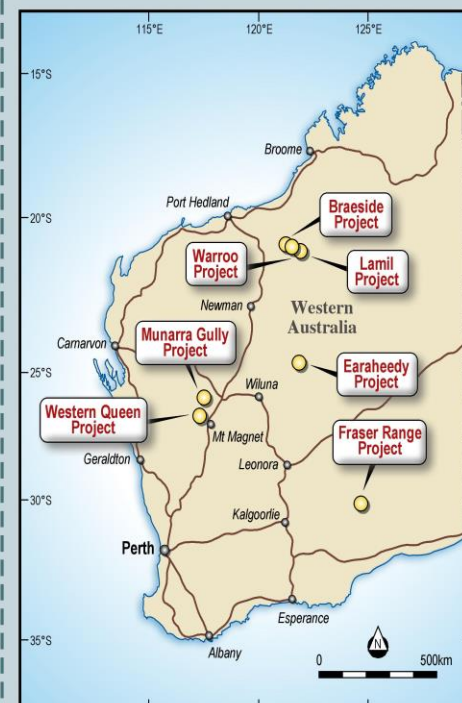 115°E
120°E
125°E
15°S
Broome
Port Hedland
20°S
Braeside
Project
Warroo
Project
Lamil
Project
Newman
Western
Australia
Munarra Gully
Project
Carnarvon
25°S
Earaheedy
Project
Wiluna
Western Queen
Project
Mt Magnet
Fraser Range
Project
Geraldton
Leonora
30°S
Kalgoorlie
Perth
Esperance
35°S
Albany
N
0
500km